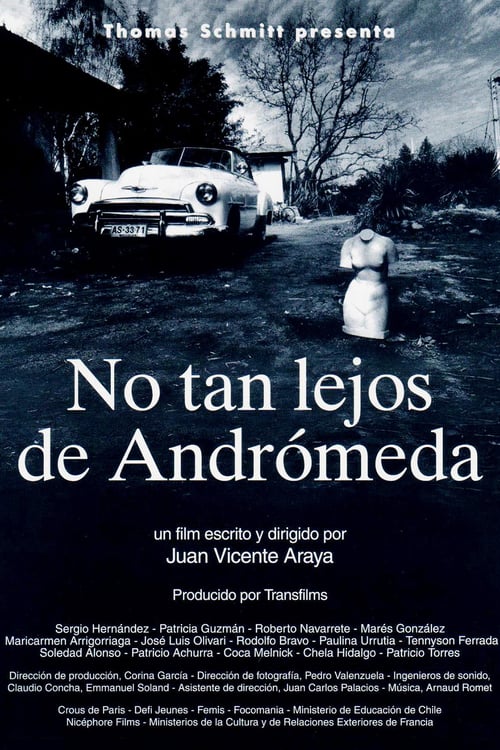 Thomas Schmitt presenta
AS-3371
No tan lejos
de Andrómeda
un film escrito y dirigido por
Juan Vicente Araya
Producido por Transfilms
Sergio Hernández - Patricia Guzmán - Roberto Navarrete - Marés González
Maricarmen Arrigorriaga - José Luis Olivari - Rodolfo Bravo - Paulina Urrutia - Tennyson Ferrada
Soledad Alonso - Patricio Achurra - Coca Melnick - Chela Hidalgo - Patricio Torres
Dirección de producción, Corina García - Dirección de fotografía, Pedro Valenzuela - Ingenieros de sonido,
Claudio Concha, Emmanuel Soland - Asistente de dirección, Juan Carlos Palacios - Música, Arnaud Romet
Crous de Paris - Defi Jeunes - Femis - Focomania - Ministerio de Educación de Chile
Nicéphore Films - Ministerios de la Cultura y de Relaciones Exteriores de Francia